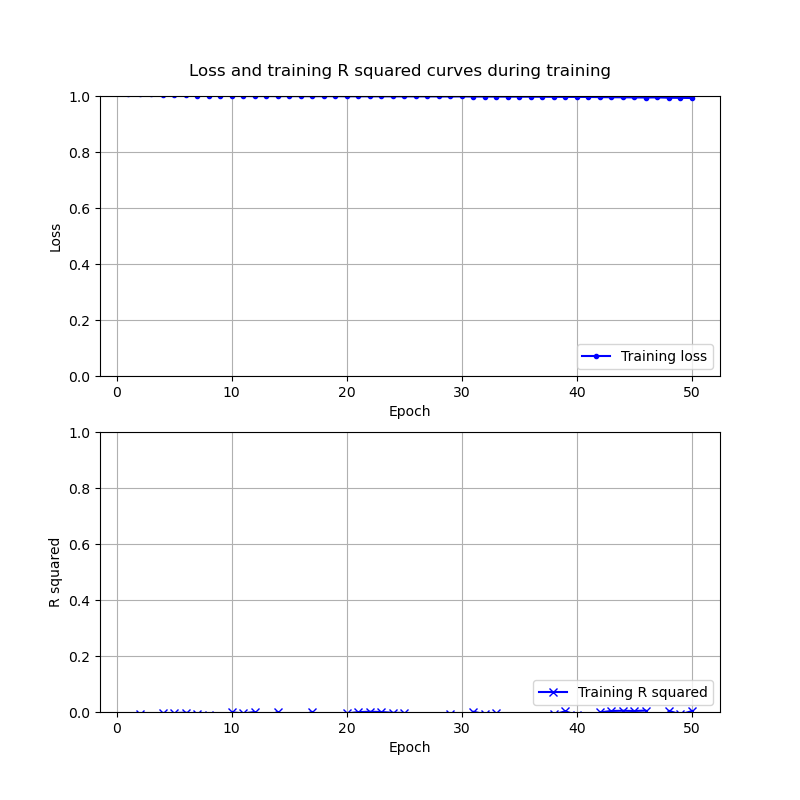 Loss and training R squared curves during training
1.0
0.8
0.6
0.4
0.2
0.0
Loss
Training loss
0 10 20 30 40 50
Epoch
1.0
0.8
0.6
0.4
0.2
0.0
R squared
Training R squared
0 10 20 30 40 50
Epoch